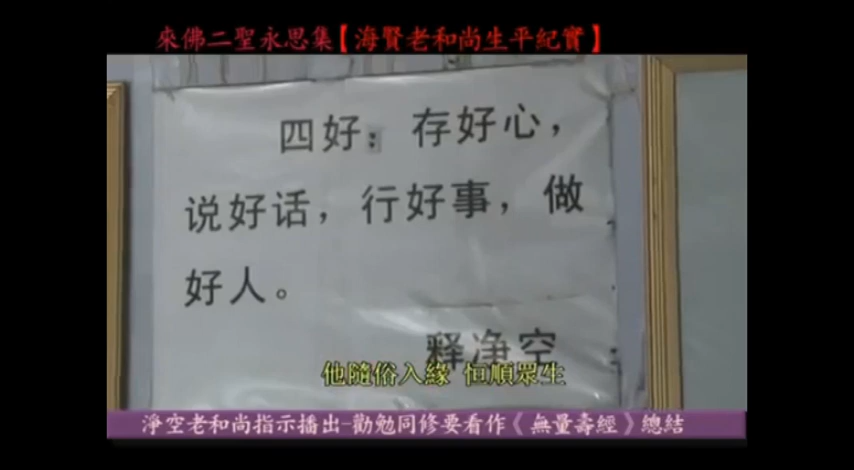 來佛二聖永思集【海賢老和尚生平紀實】
四好：存好心，
说好话，行好事，做
好人。
释净空
他隨俗入緣 恒順眾生
淨空老和尚指示播出-勸勉同修要看作《無量壽經》總結